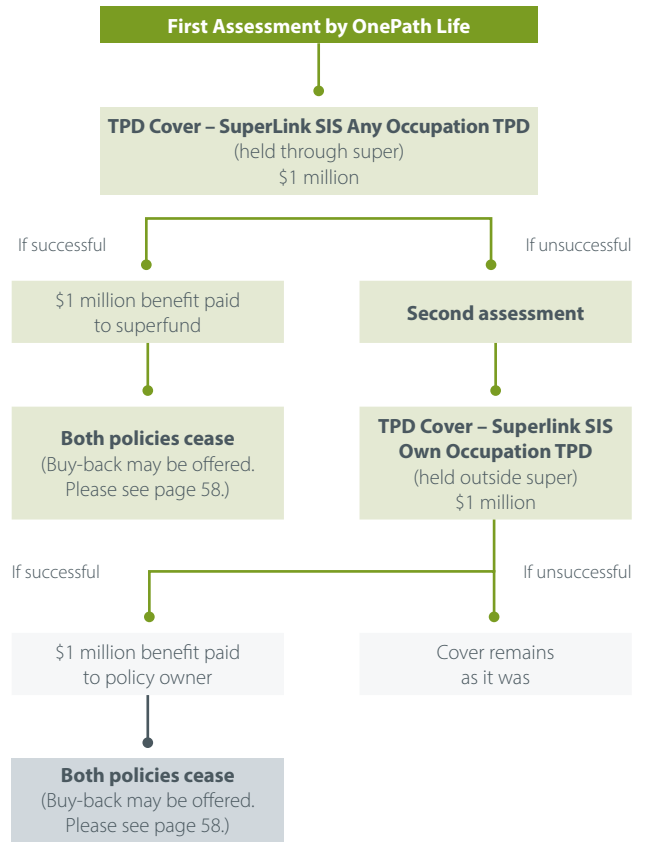 First Assessment by OnePath Life
TPD Cover – SuperLink SIS Any Occupation TPD
(held through super)
$1 million
If successful
If unsuccessful
$1 million benefit paid
to superfund
Second assessment
Both policies cease
(Buy-back may be offered.
Please see page 58.)
TPD Cover – Superlink SIS
Own Occupation TPD
(held outside super)
$1 million
If successful
If unsuccessful
$1 million benefit paid
to policy owner
Cover remains
as it was
Both policies cease
(Buy-back may be offered.
Please see page 58.)